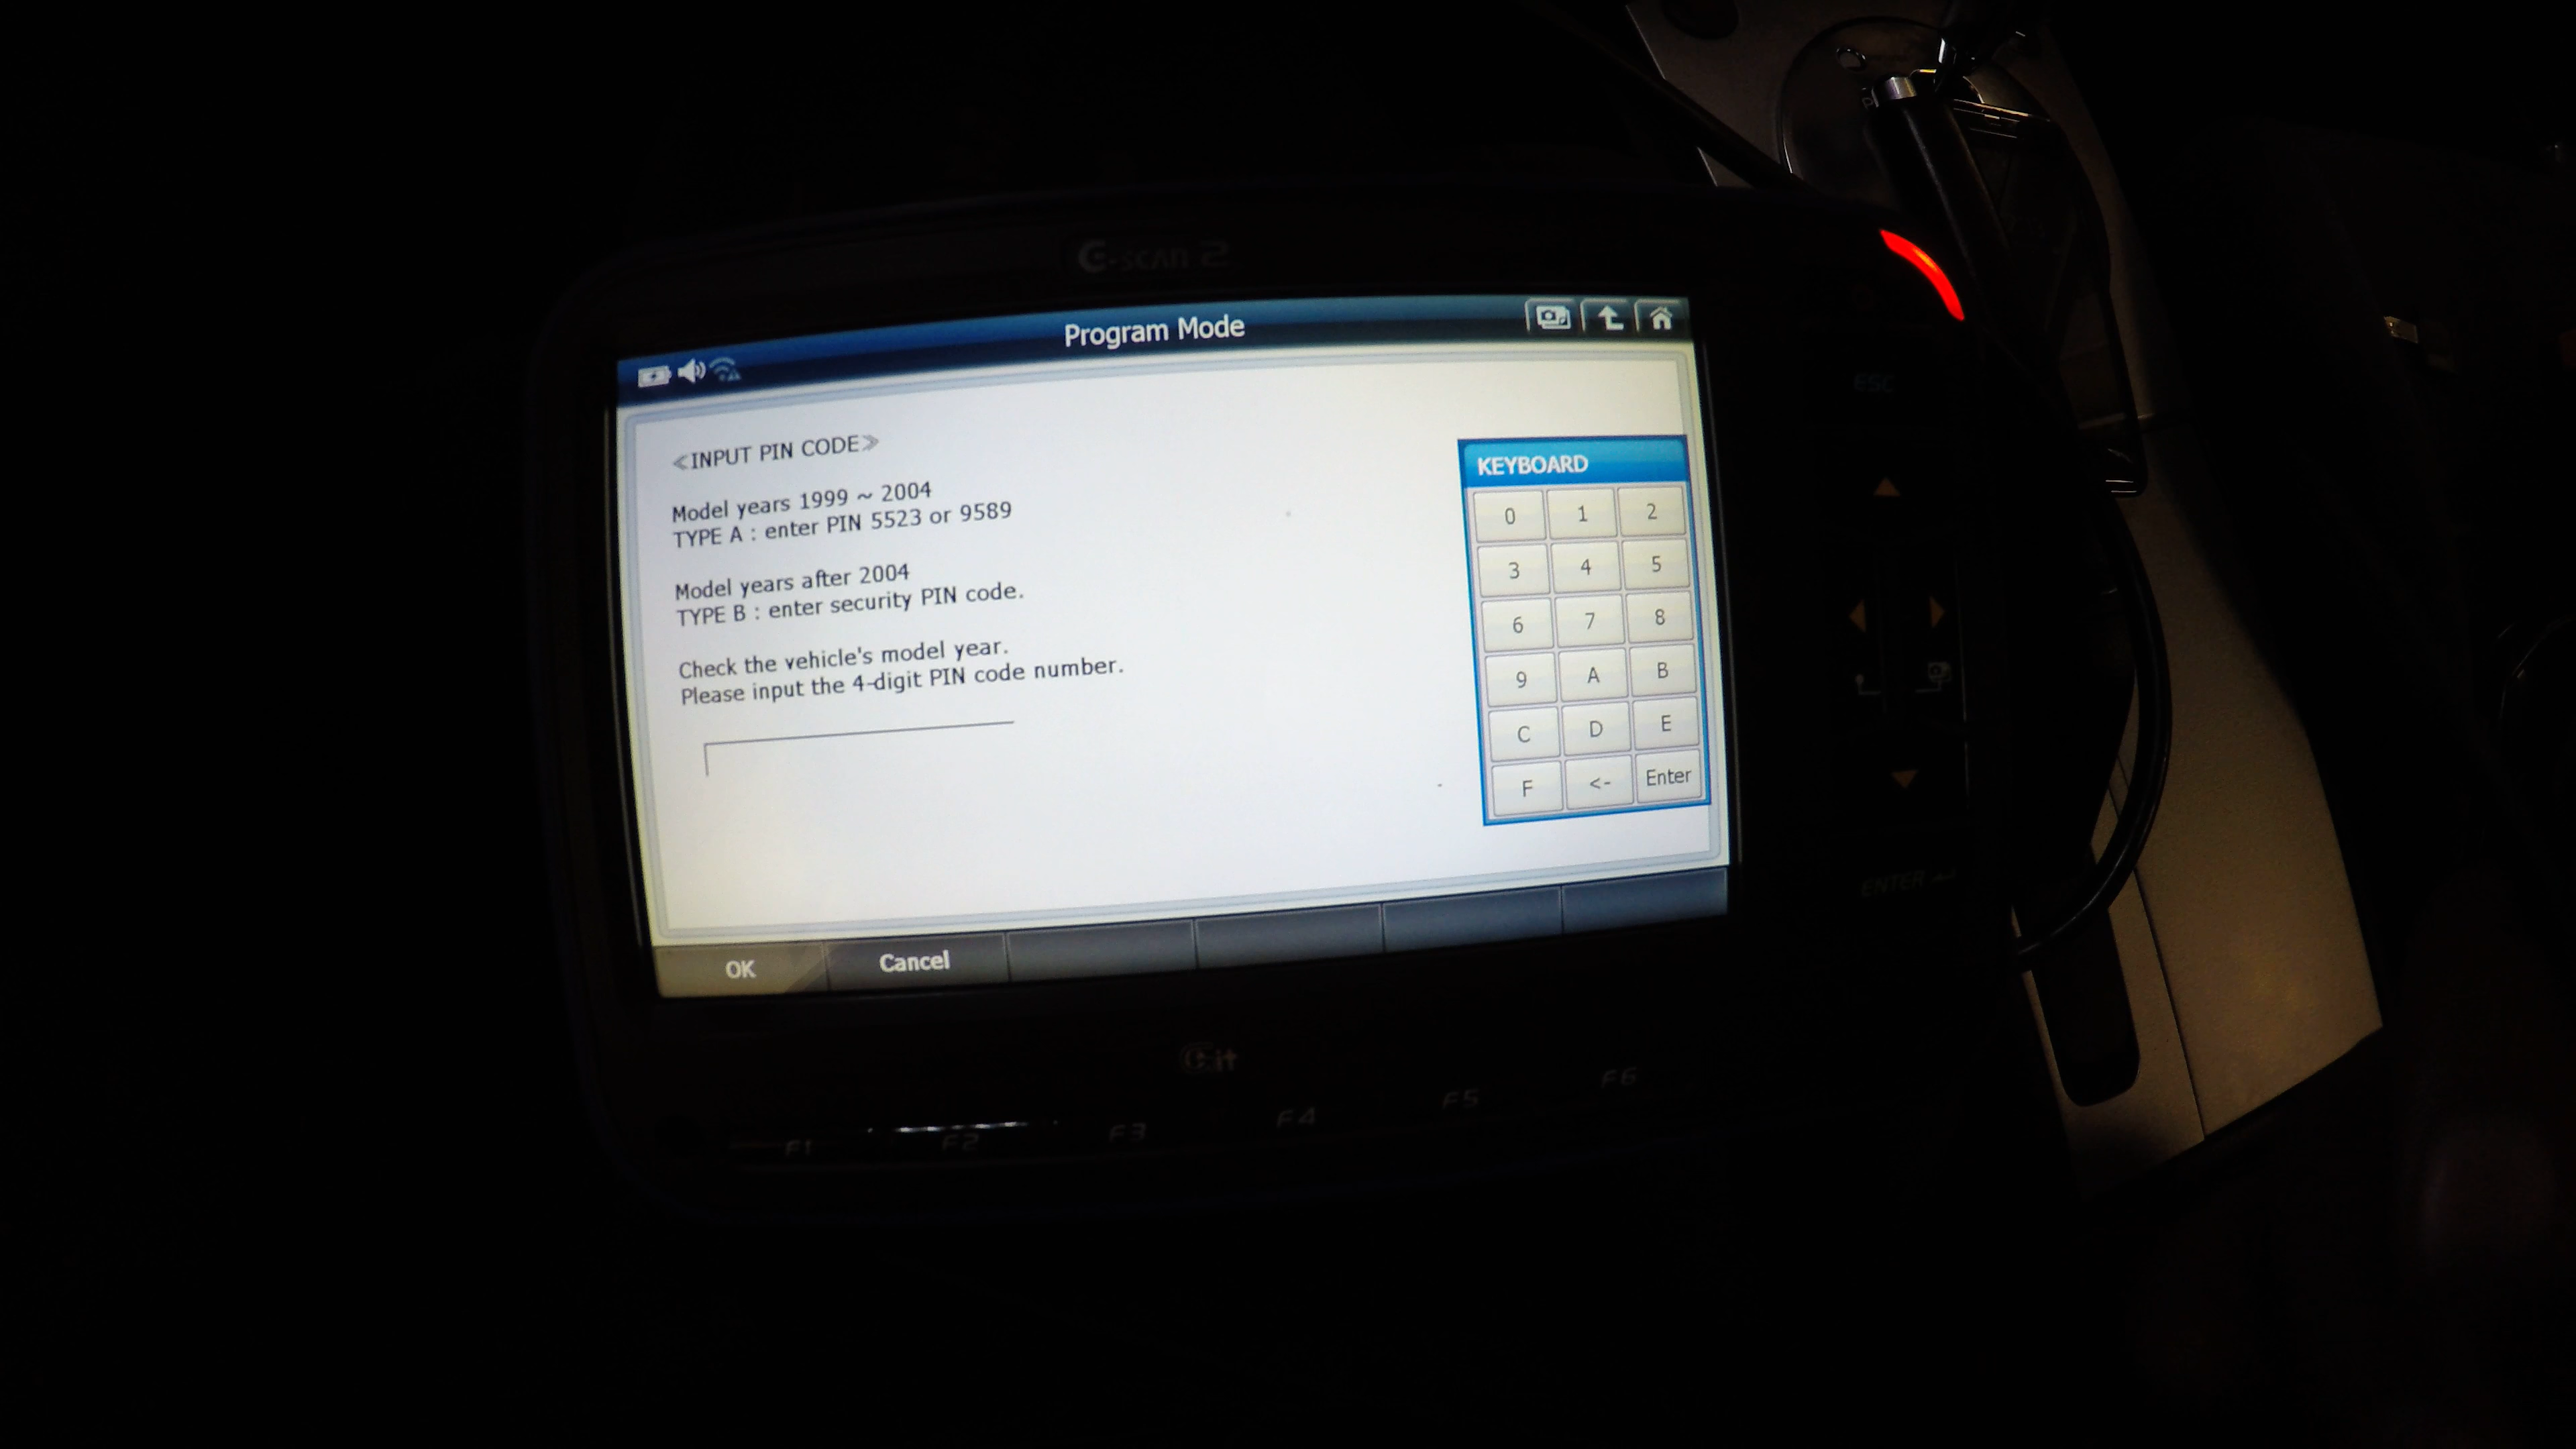 G-scan 2
Program Mode
≪INPUT PIN CODE≫
Model years 1999 ~ 2004
TYPE A : enter PIN 5523 or 9589
Model years after 2004
TYPE B : enter security PIN code.
Check the vehicle's model year.
Please input the 4-digit PIN code number.
KEYBOARD
0 1 2
3 4 5
6 7 8
9 A B
C D E
F <- Enter
OK Cancel
ESC
ENTER
G·it
F1 F2 F3 F4 F5 F6
P